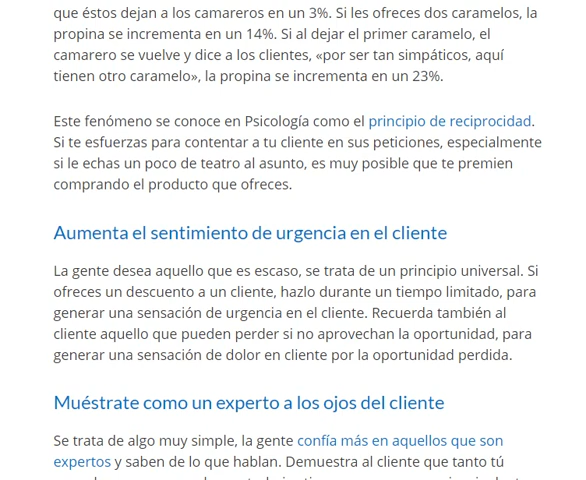 que éstos dejan a los camareros en un 3%. Si les ofreces dos caramelos, la
propina se incrementa en un 14%. Si al dejar el primer caramelo, el
camarero se vuelve y dice a los clientes, «por ser tan simpáticos, aquí
tienen otro caramelo», la propina se incrementa en un 23%.
Este fenómeno se conoce en Psicología como el principio de reciprocidad.
Si te esfuerzas para contentar a tu cliente en sus peticiones, especialmente
si le echas un poco de teatro al asunto, es muy posible que te premien
comprando el producto que ofreces.
Aumenta el sentimiento de urgencia en el cliente
La gente desea aquello que es escaso, se trata de un principio universal. Si
ofreces un descuento a un cliente, hazlo durante un tiempo limitado, para
generar una sensación de urgencia en el cliente. Recuerda también al
cliente aquello que pueden perder si no aprovechan la oportunidad, para
generar una sensación de dolor en cliente por la oportunidad perdida.
Muéstrate como un experto a los ojos del cliente
Se trata de algo muy simple, la gente confía más en aquellos que son
expertos y saben de lo que hablan. Demuestra al cliente que tanto tú